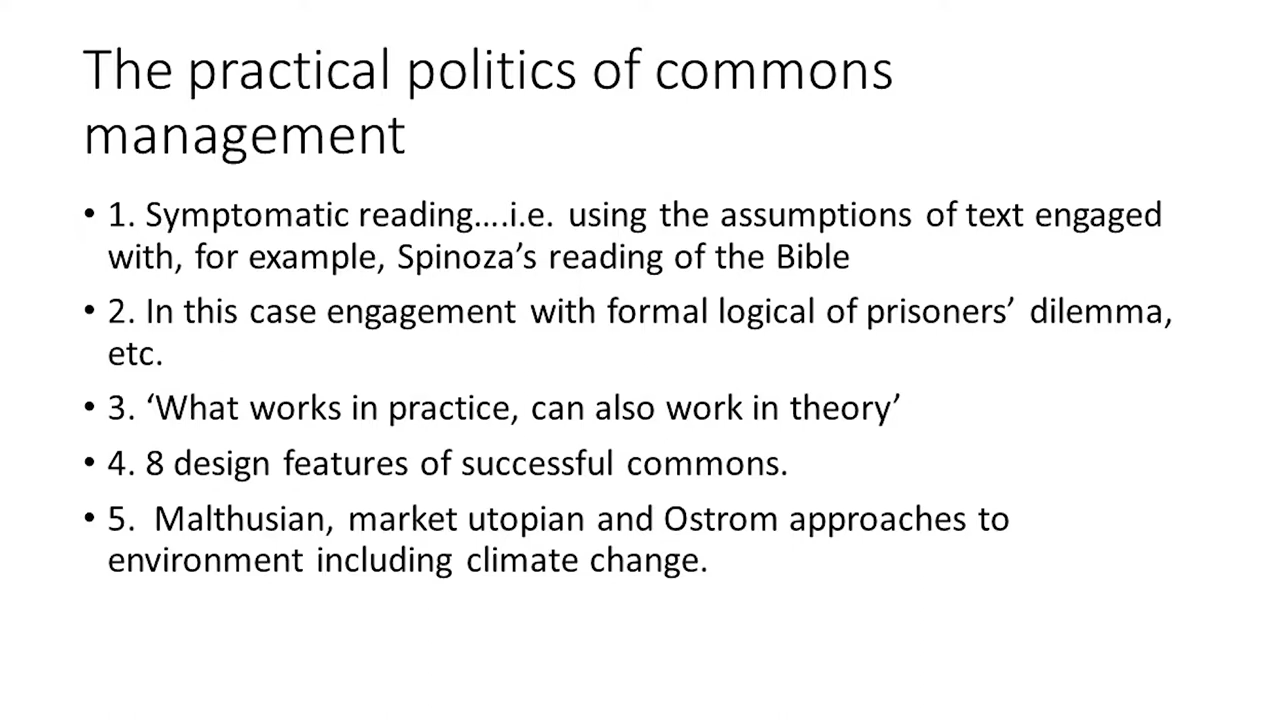 The practical politics of commons
management
• 1. Symptomatic reading….i.e. using the assumptions of text engaged
with, for example, Spinoza’s reading of the Bible
• 2. In this case engagement with formal logical of prisoners’ dilemma,
etc.
• 3. ‘What works in practice, can also work in theory’
• 4. 8 design features of successful commons.
• 5.  Malthusian, market utopian and Ostrom approaches to
environment including climate change.